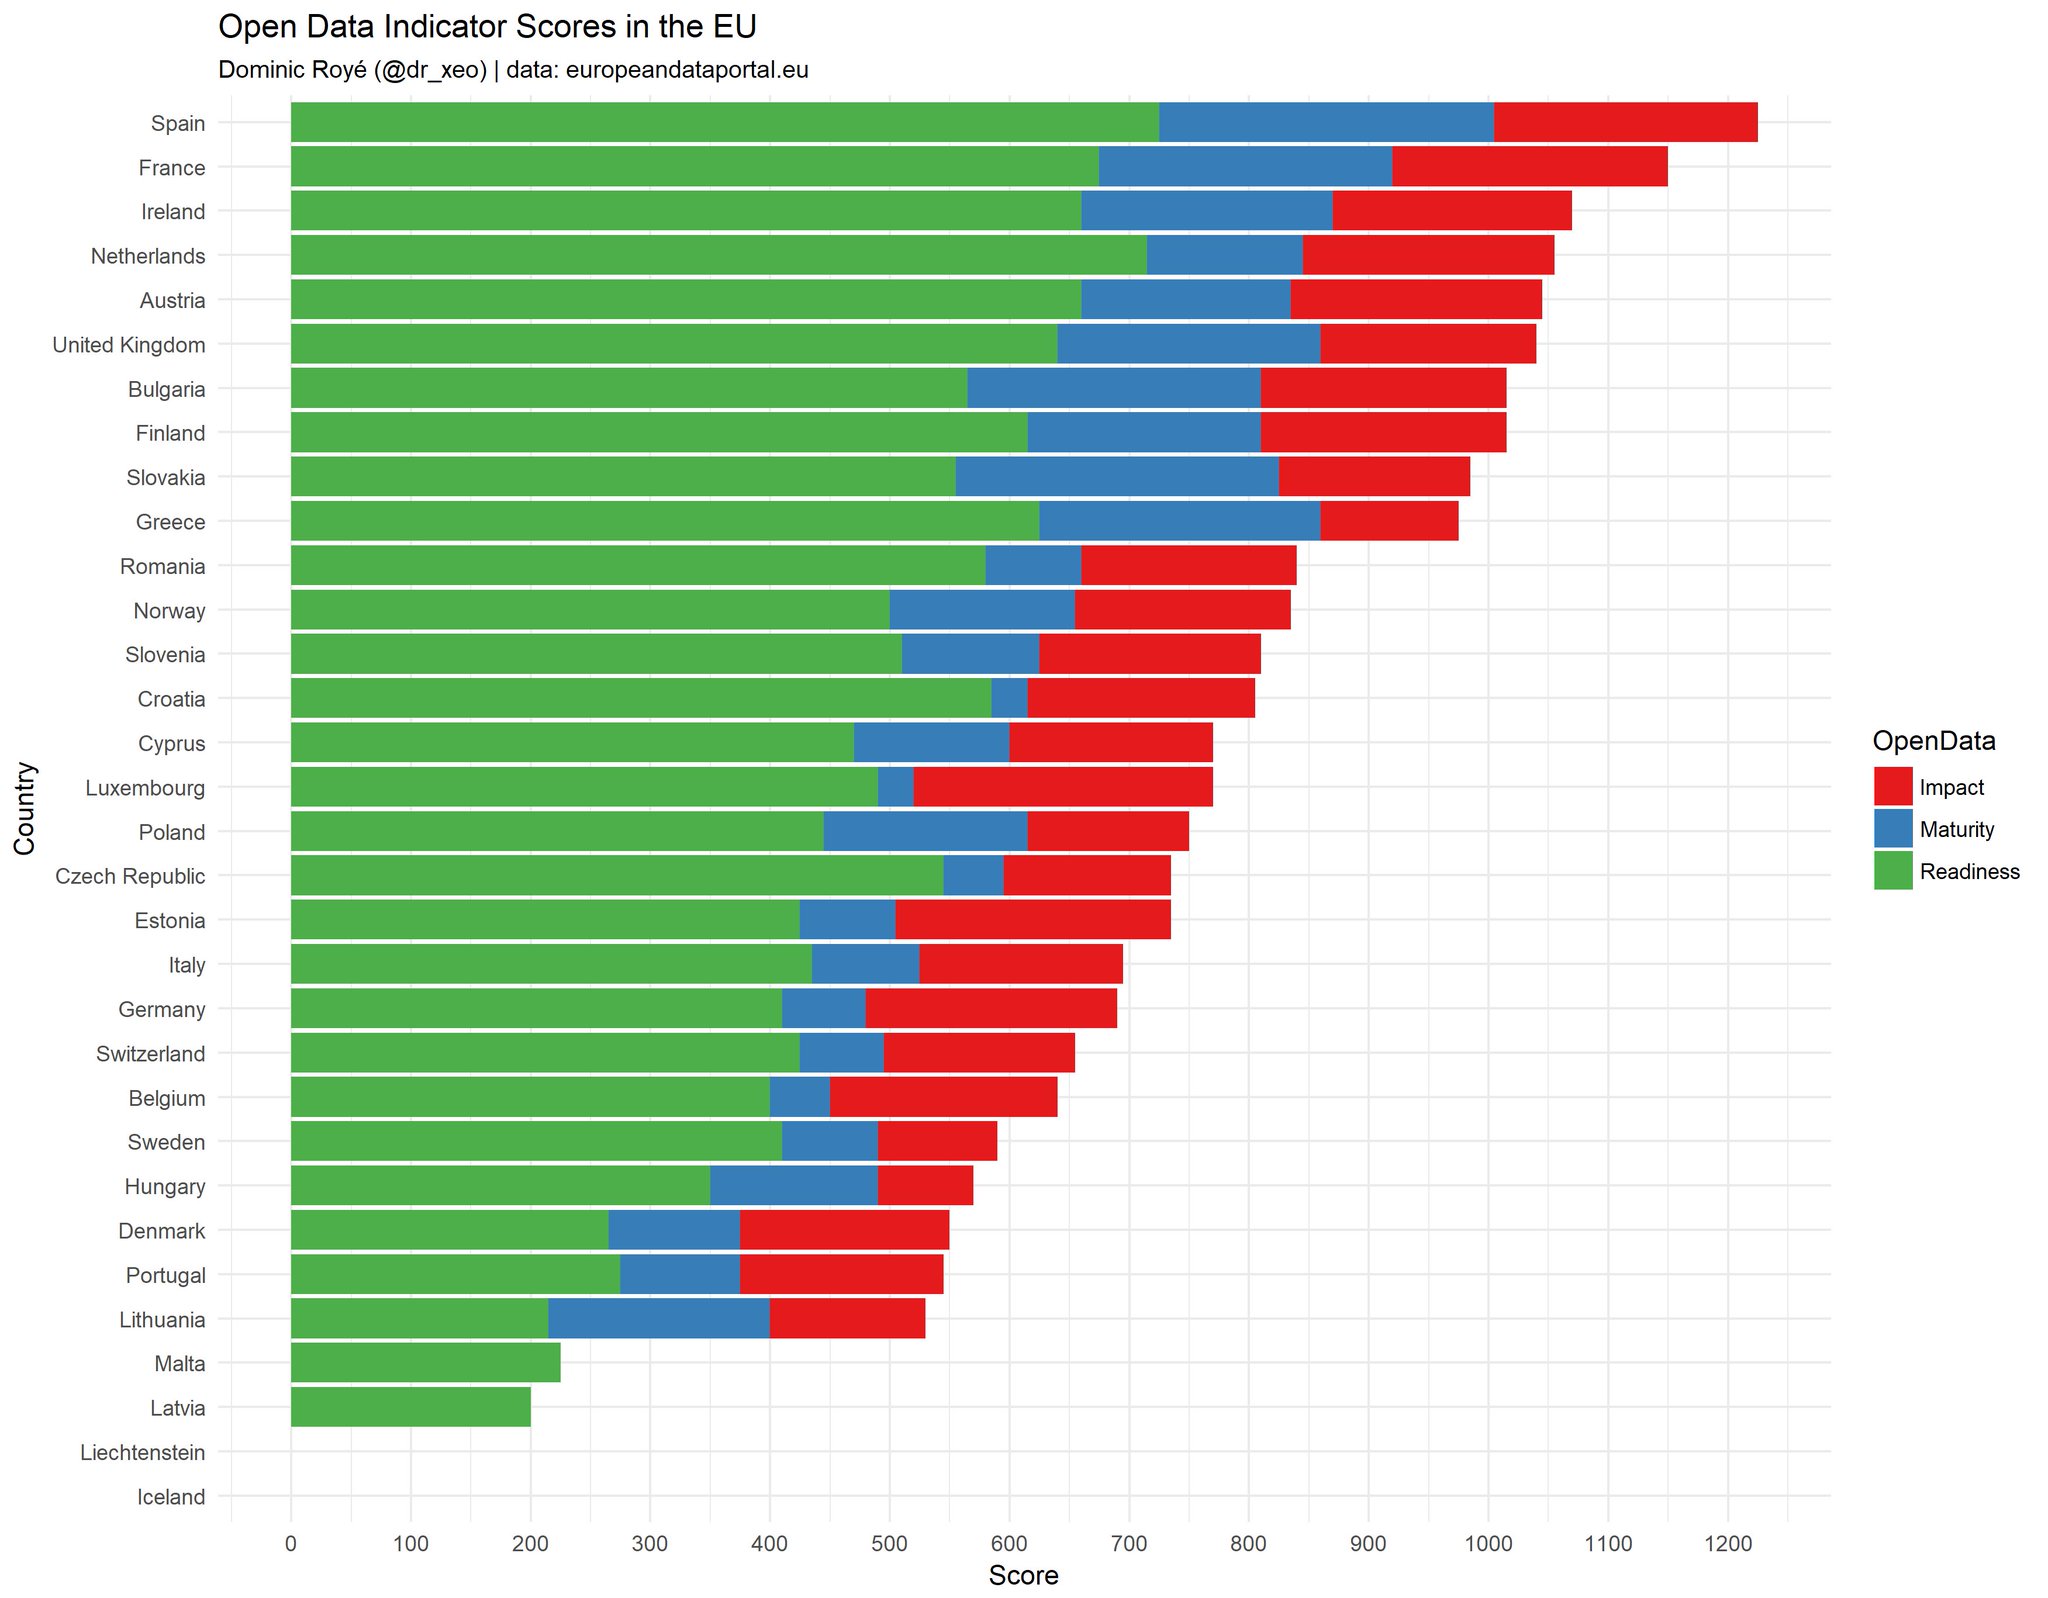 Open Data Indicator Scores in the EU
Dominic Royé (@dr_xeo) | data: europeandataportal.eu
Spain
France
Ireland
Netherlands
Austria
United Kingdom
Bulgaria
Finland
Slovakia
Greece
Romania
Norway
Slovenia
Croatia
Cyprus
Luxembourg
Poland
Czech Republic
Estonia
Italy
Germany
Switzerland
Belgium
Sweden
Hungary
Denmark
Portugal
Lithuania
Malta
Latvia
Liechtenstein
Iceland
Country
0 100 200 300 400 500 600 700 800 900 1000 1100 1200
Score
OpenData
Impact
Maturity
Readiness